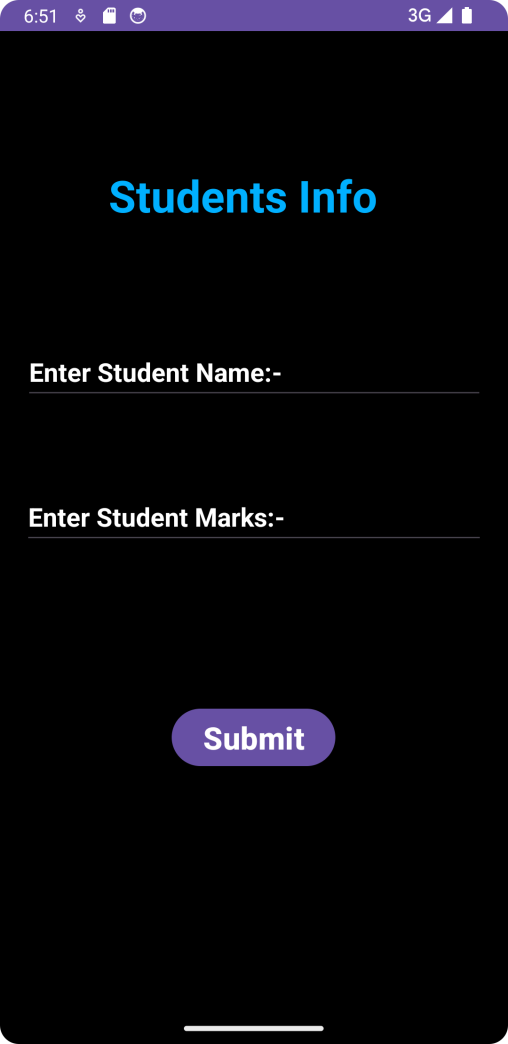 6:51 3G
Students Info
Enter Student Name:-
Enter Student Marks:-
Submit